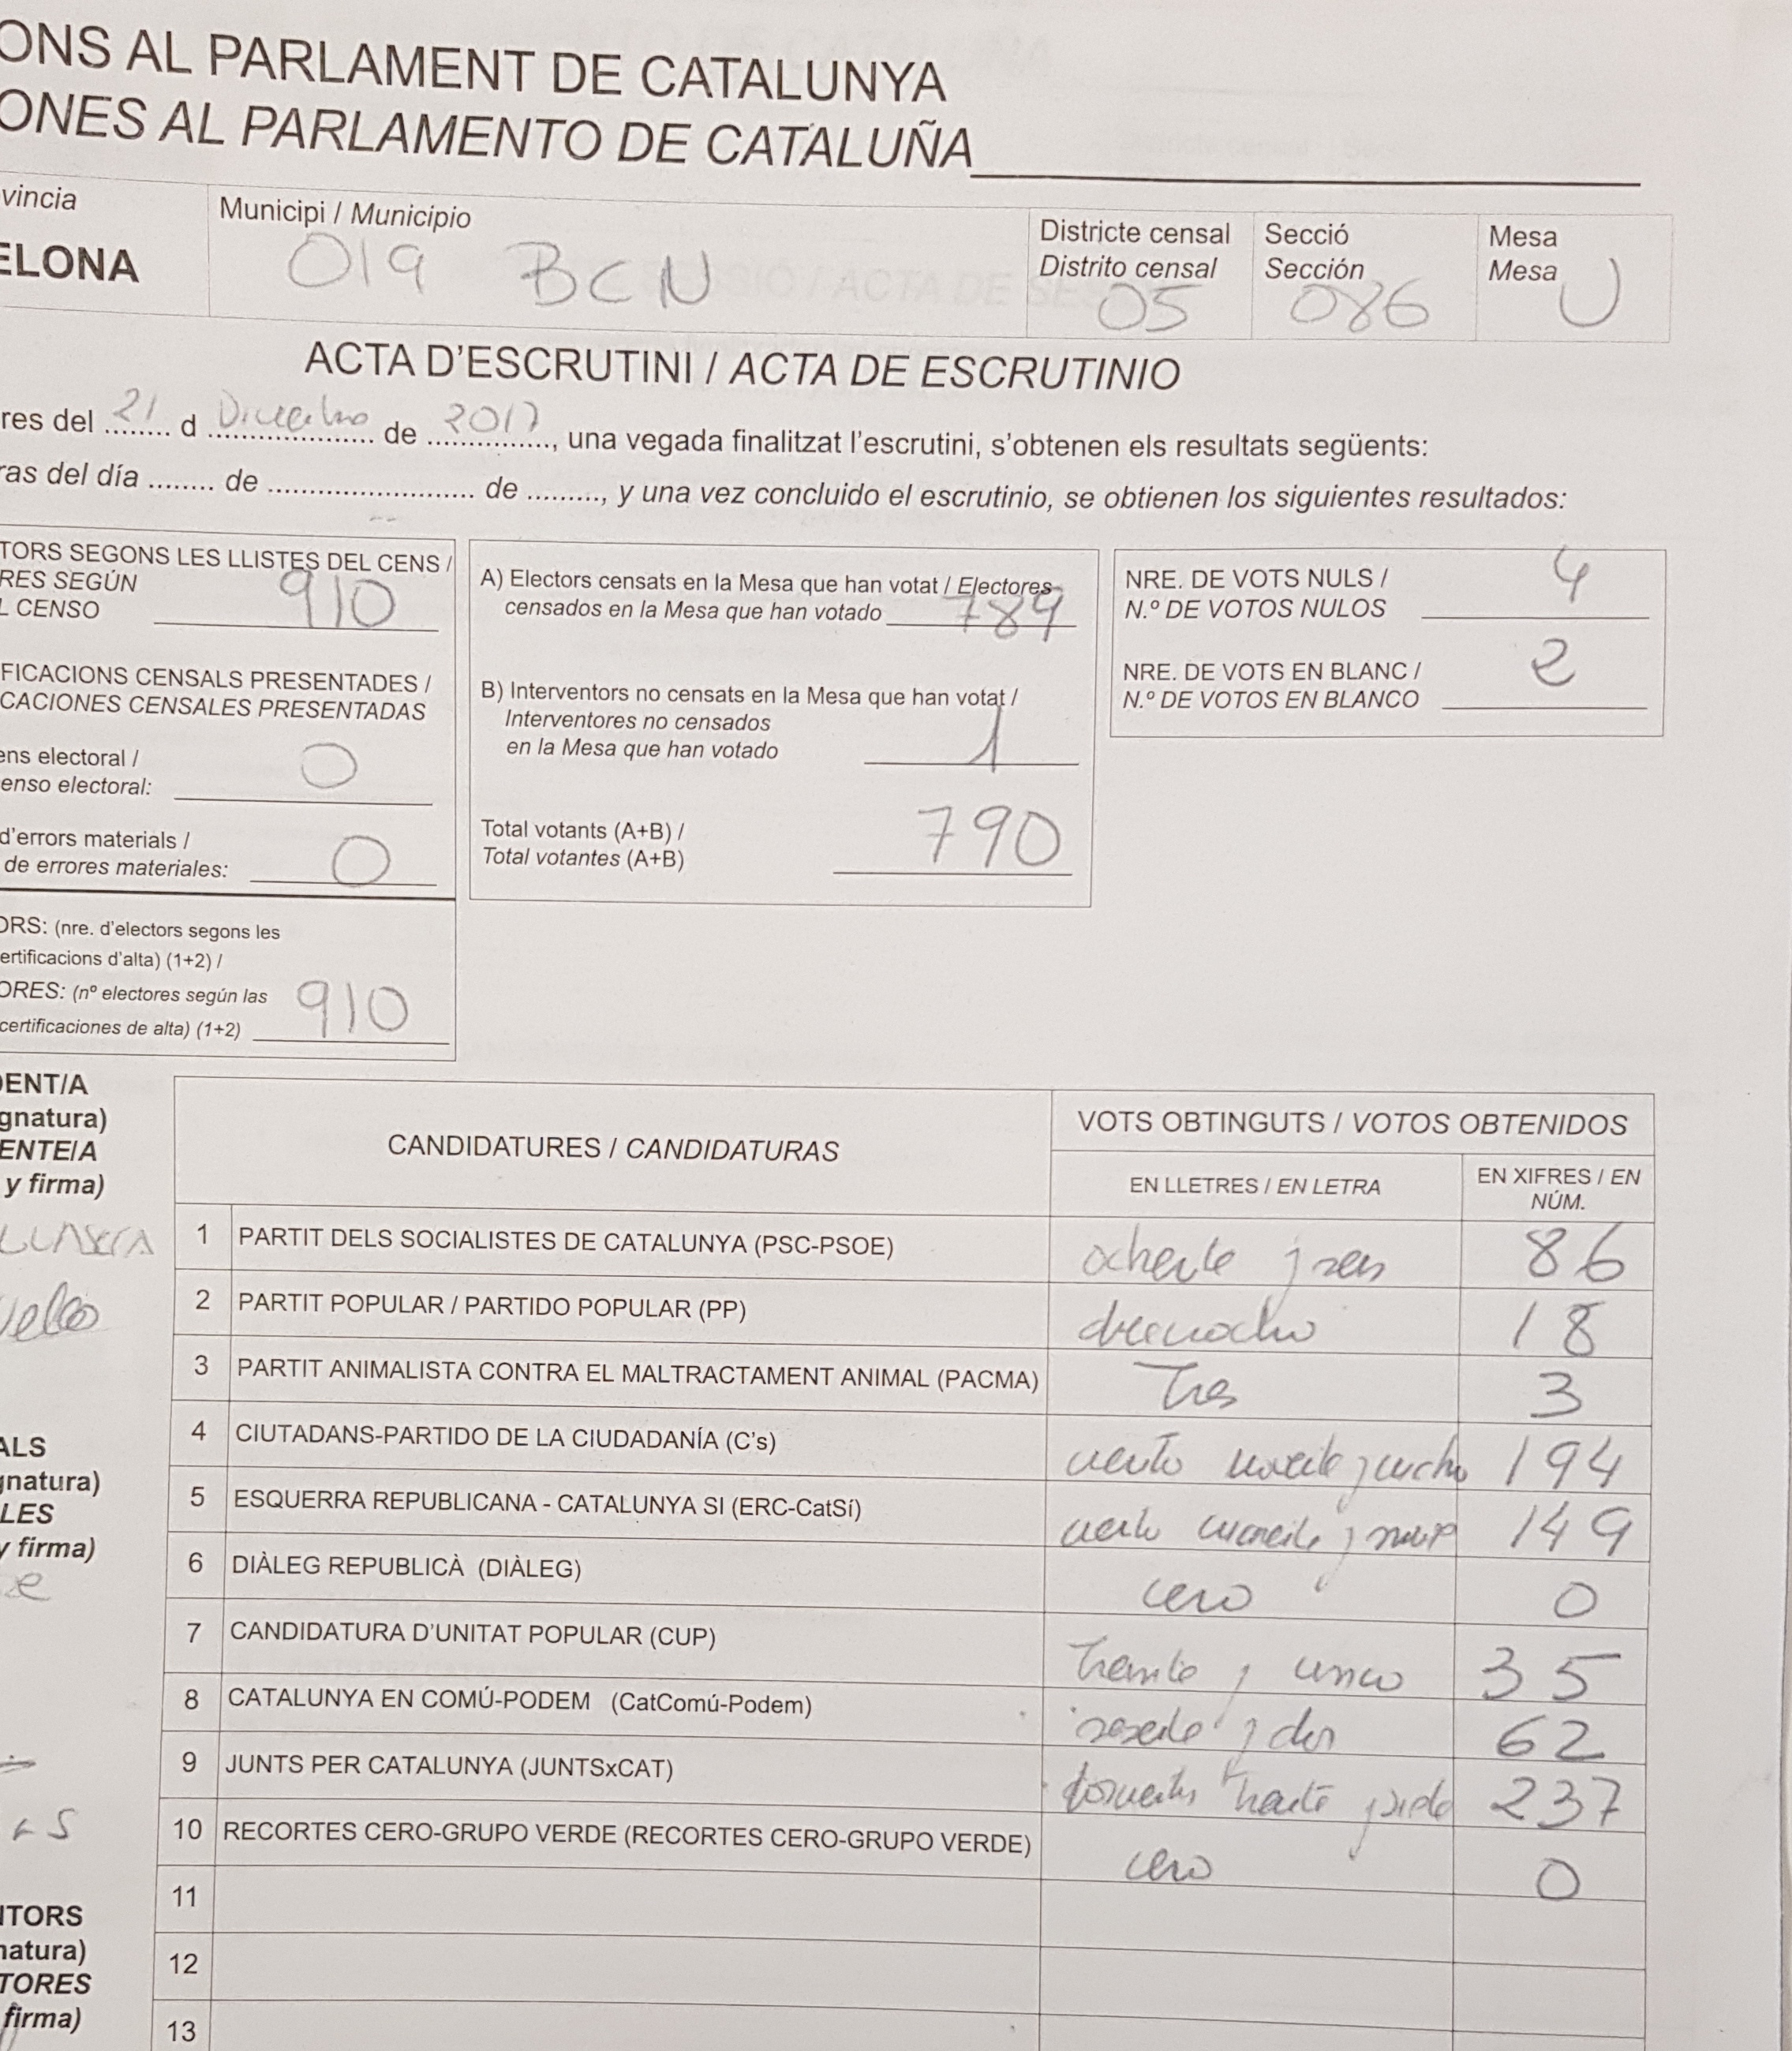 ONS AL PARLAMENT DE CATALUNYA
ONES AL PARLAMENTO DE CATALUÑA
vincia
ELONA
Municipi / Municipio
019 BCN
Districte censal
Distrito censal
05
Secció
Sección
086
Mesa
Mesa
U
ACTA D'ESCRUTINI / ACTA DE ESCRUTINIO
res del ........ 21 d .................. de ............ 2017, una vegada finalitzat l'escrutini, s'obtenen els resultats següents:
ras del día ........ de .......................... de ........, y una vez concluido el escrutinio, se obtienen los siguientes resultados:
TORS SEGONS LES LLISTES DEL CENS /
RES SEGÚN
L CENSO 910
FICACIONS CENSALS PRESENTADES /
CACIONES CENSALES PRESENTADAS
ens electoral /
enso electoral: 0
d'errors materials /
de errores materiales: 0
ORS: (nre. d'electors segons les
ertificacions d'alta) (1+2) /
ORES: (nº electores según las
certificaciones de alta) (1+2) 910
A) Electors censats en la Mesa que han votat / Electores
censados en la Mesa que han votado 789
B) Interventors no censats en la Mesa que han votat /
Interventores no censados
en la Mesa que han votado 1
Total votants (A+B) /
Total votantes (A+B) 790
NRE. DE VOTS NULS /
N.º DE VOTOS NULOS 4
NRE. DE VOTS EN BLANC /
N.º DE VOTOS EN BLANCO 2
DENT/A
gnatura)
ENTE/A
y firma)
ALS
gnatura)
LES
y firma)
NTORS
natura)
TORES
firma)
CANDIDATURES / CANDIDATURAS
VOTS OBTINGUTS / VOTOS OBTENIDOS
EN LLETRES / EN LETRA
EN XIFRES / EN NÚM.
1 PARTIT DELS SOCIALISTES DE CATALUNYA (PSC-PSOE) ochenta y seis 86
2 PARTIT POPULAR / PARTIDO POPULAR (PP) dieciocho 18
3 PARTIT ANIMALISTA CONTRA EL MALTRACTAMENT ANIMAL (PACMA) Tres 3
4 CIUTADANS-PARTIDO DE LA CIUDADANÍA (C's) ciento 194
5 ESQUERRA REPUBLICANA - CATALUNYA SI (ERC-CatSí) ciento 149
6 DIÀLEG REPUBLICÀ (DIÀLEG) cero 0
7 CANDIDATURA D'UNITAT POPULAR (CUP) Treinta y cinco 35
8 CATALUNYA EN COMÚ-PODEM (CatComú-Podem) sesenta y dos 62
9 JUNTS PER CATALUNYA (JUNTSxCAT) 237
10 RECORTES CERO-GRUPO VERDE (RECORTES CERO-GRUPO VERDE) cero 0
11
12
13